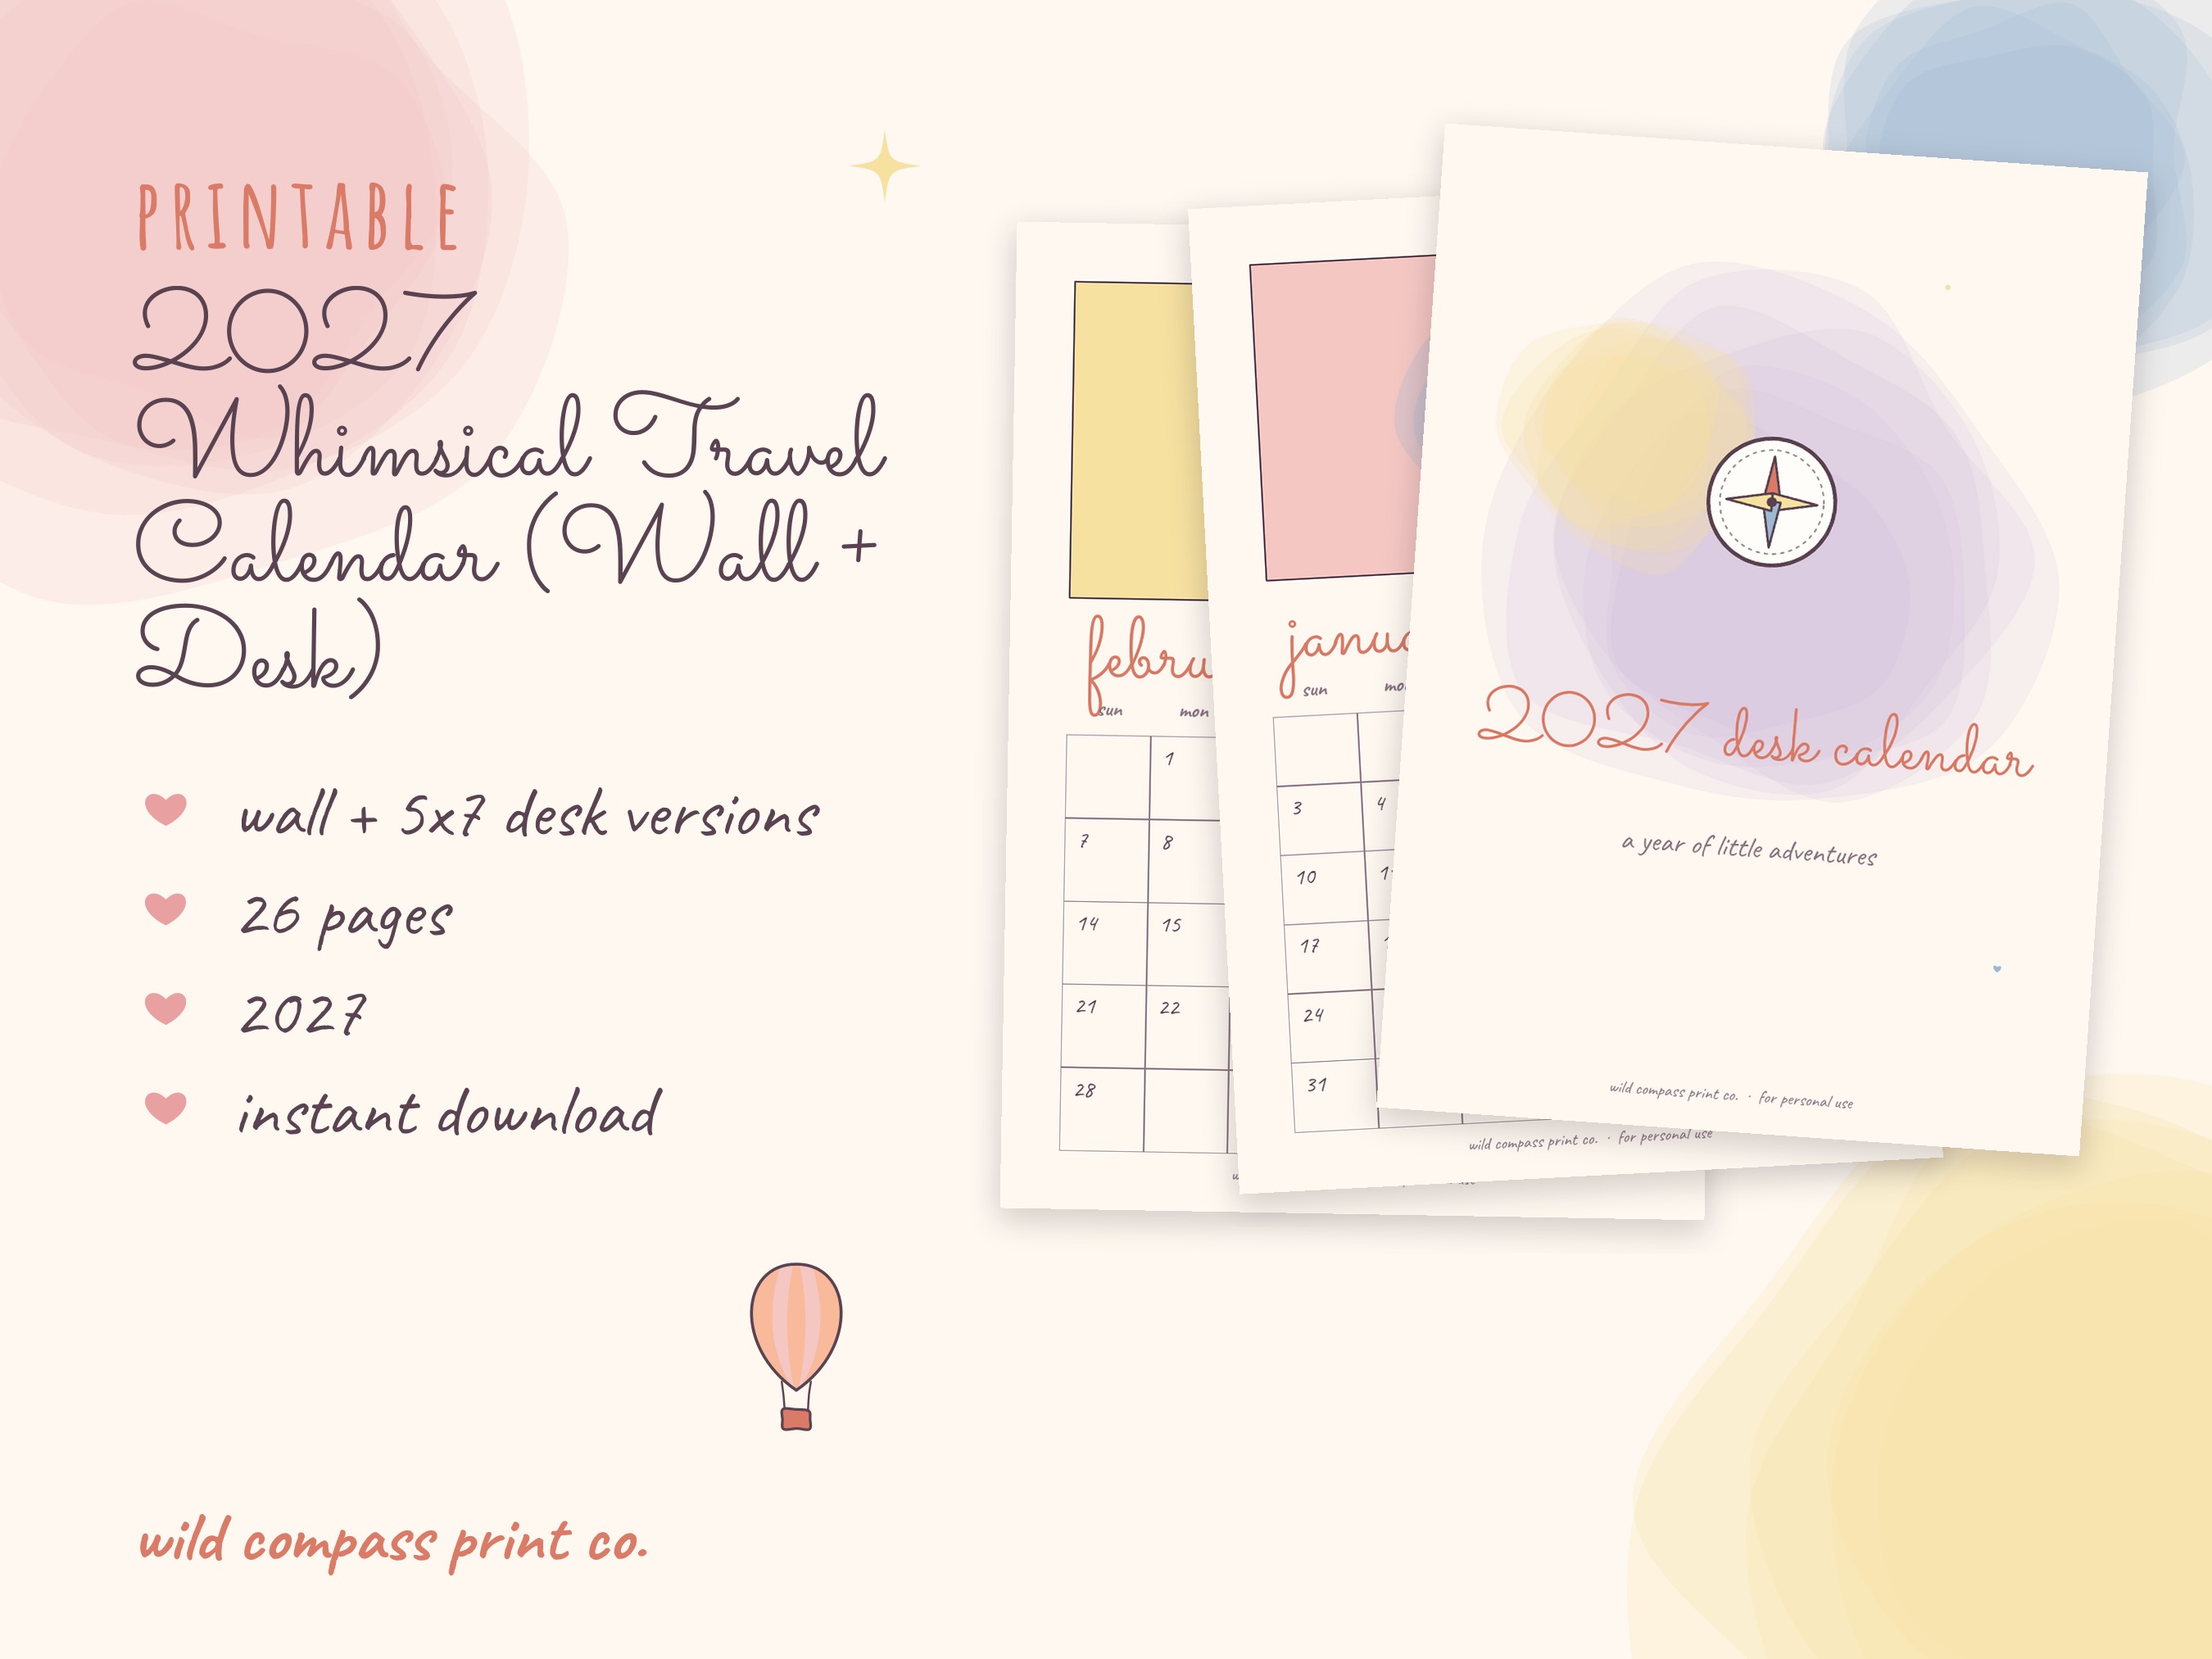 PRINTABLE
2027
Whimsical Travel
Calendar (Wall +
Desk)
wall + 5x7 desk versions
26 pages
2027
instant download
wild compass print co.
sun mon
1
7 8
14 15
21 22
28
sun
3 4
10
17
24
31
wild compass print co. · for personal use
2027 desk calendar
a year of little adventures
wild compass print co. · for personal use